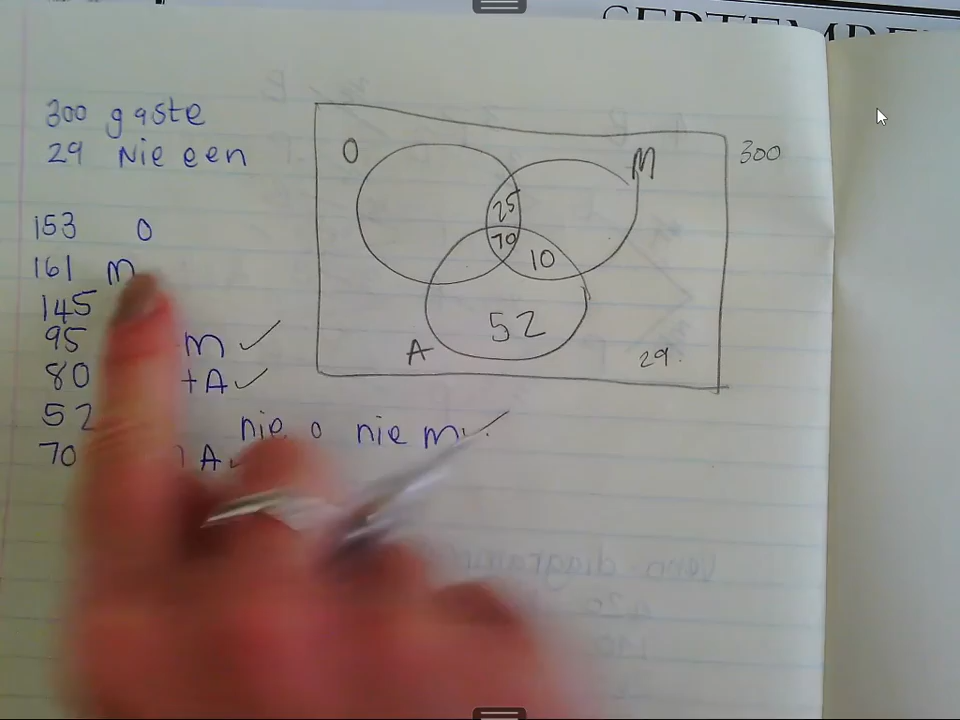 SEPTEMBE
300 gaste
29 Nie een
153 O
161 m
145
95 m ✓
80 +A ✓
52 nie o nie m ✓
70 A ✓
O
M
300
25
70
10
52
A
29.